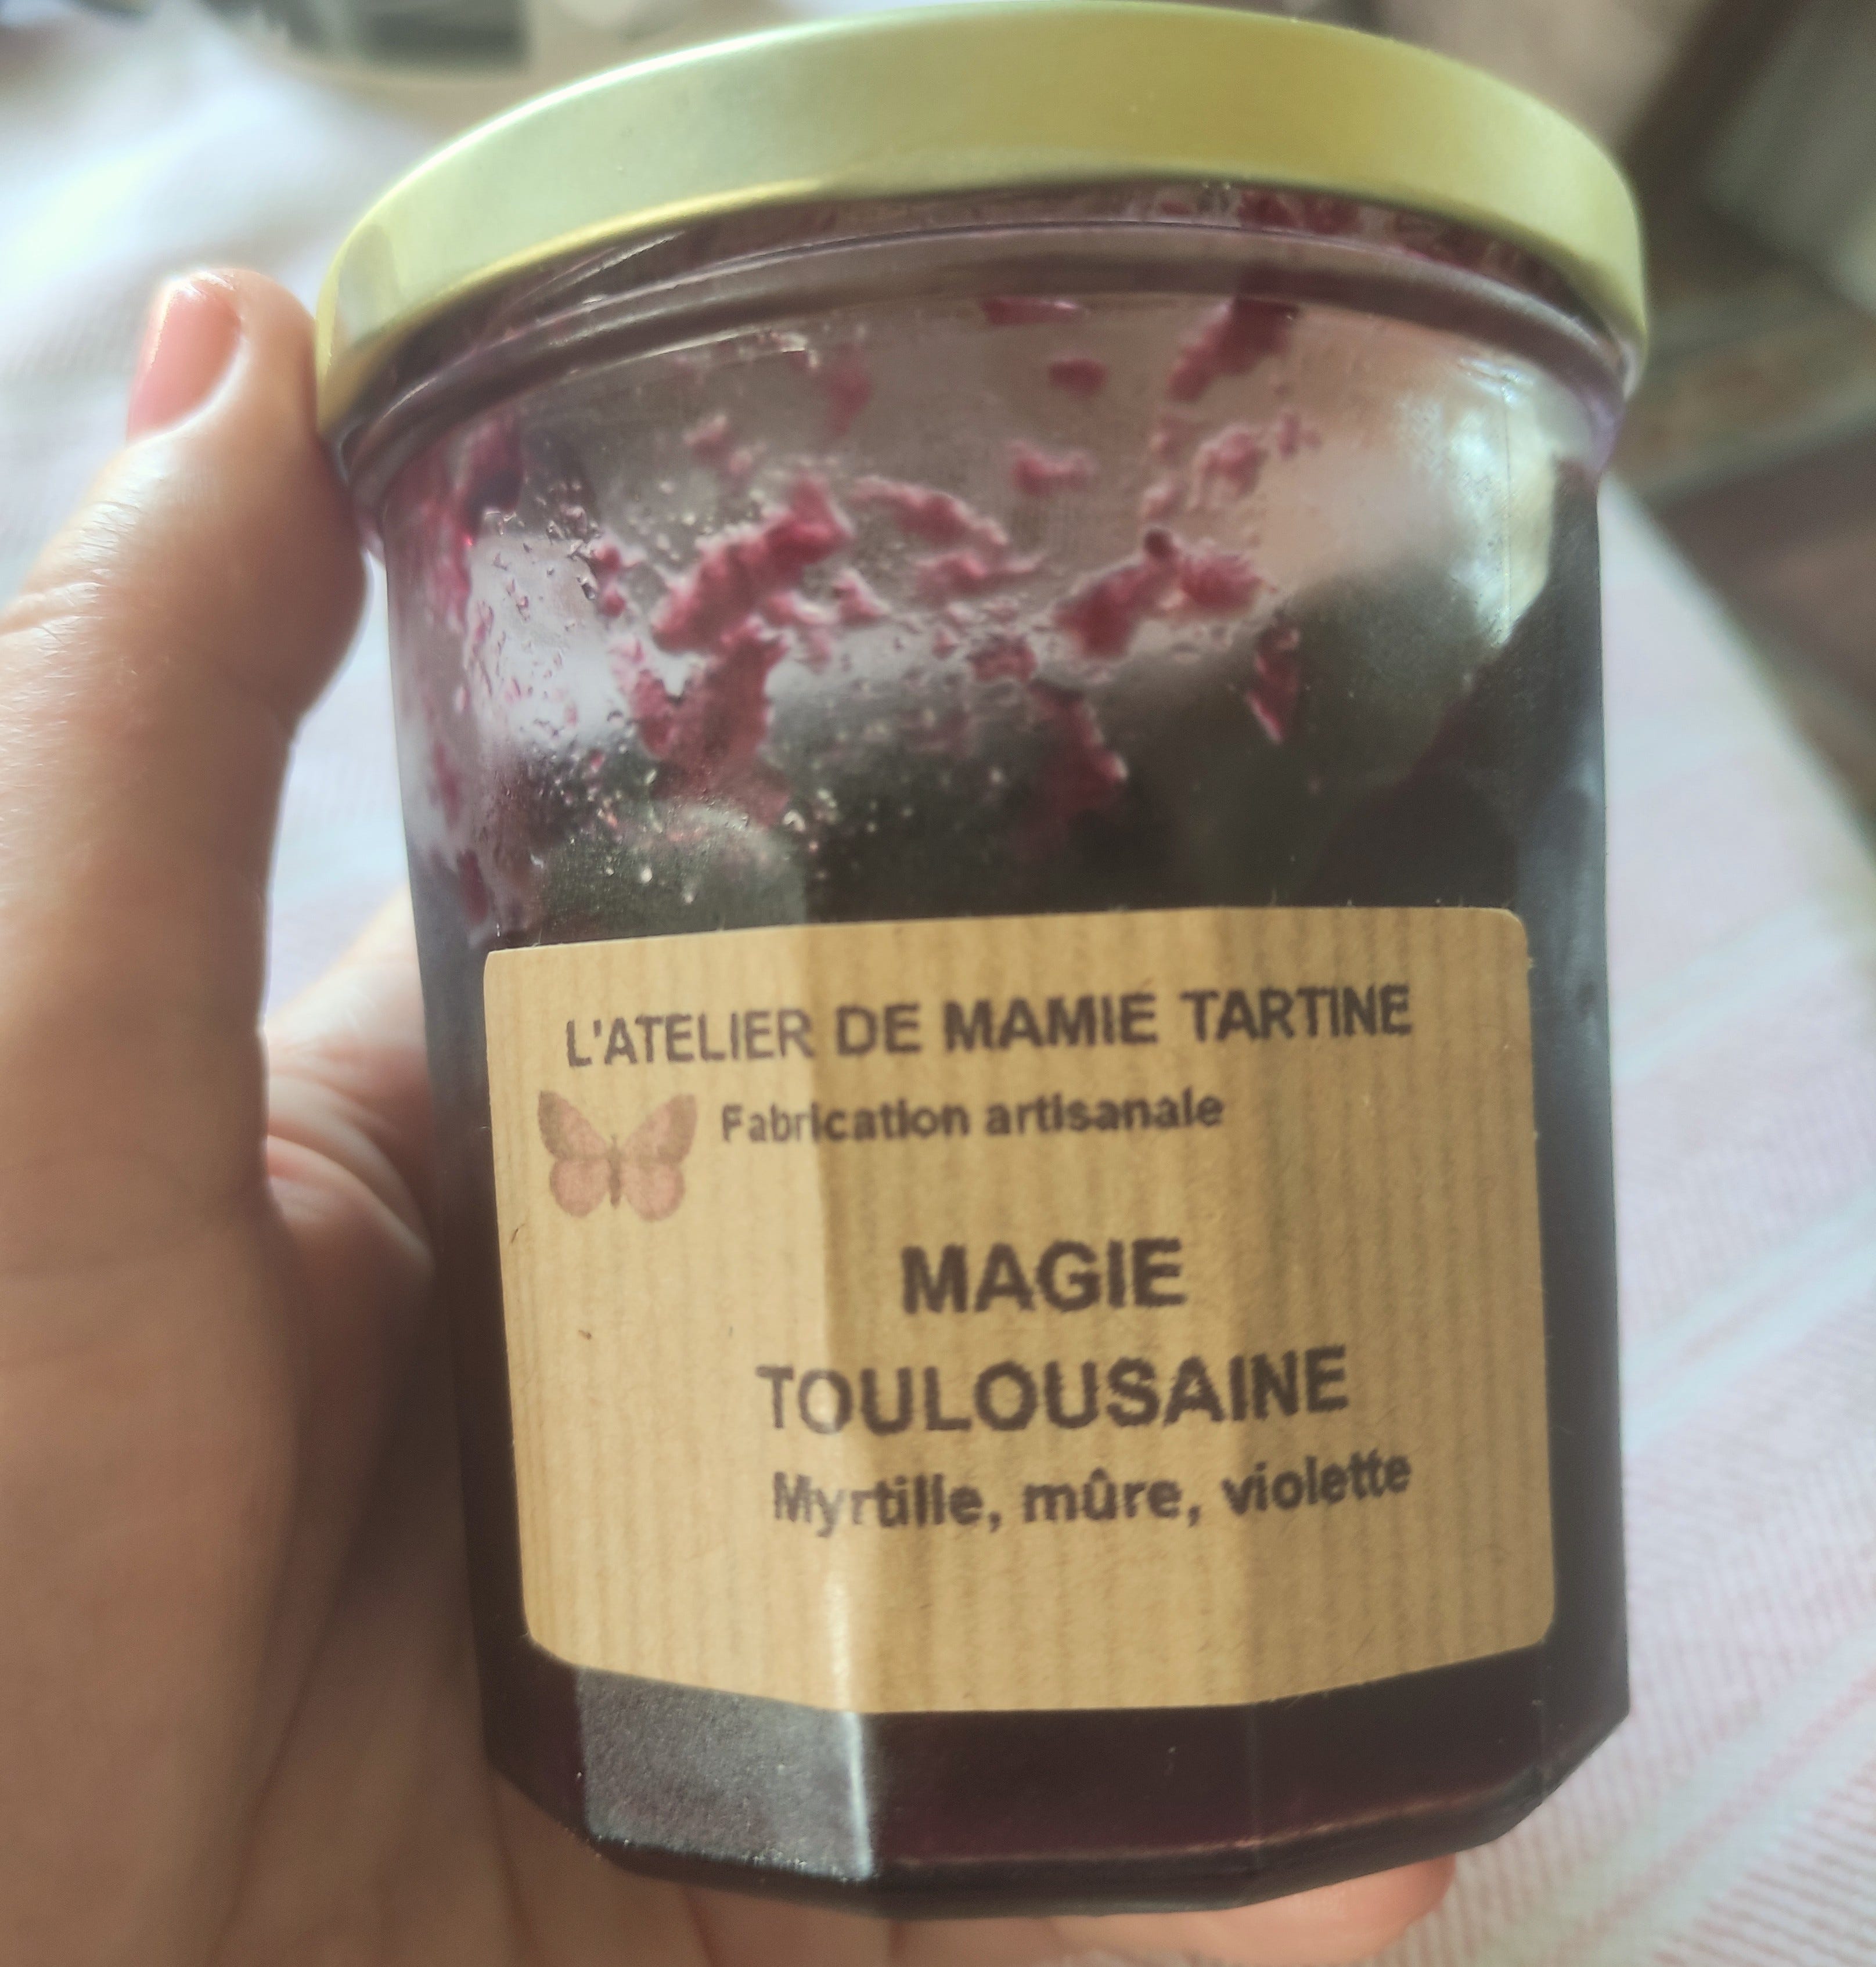 L'ATELIER DE MAMIE TARTINE
Fabrication artisanale
MAGIE
TOULOUSAINE
Myrtille, mûre, violette